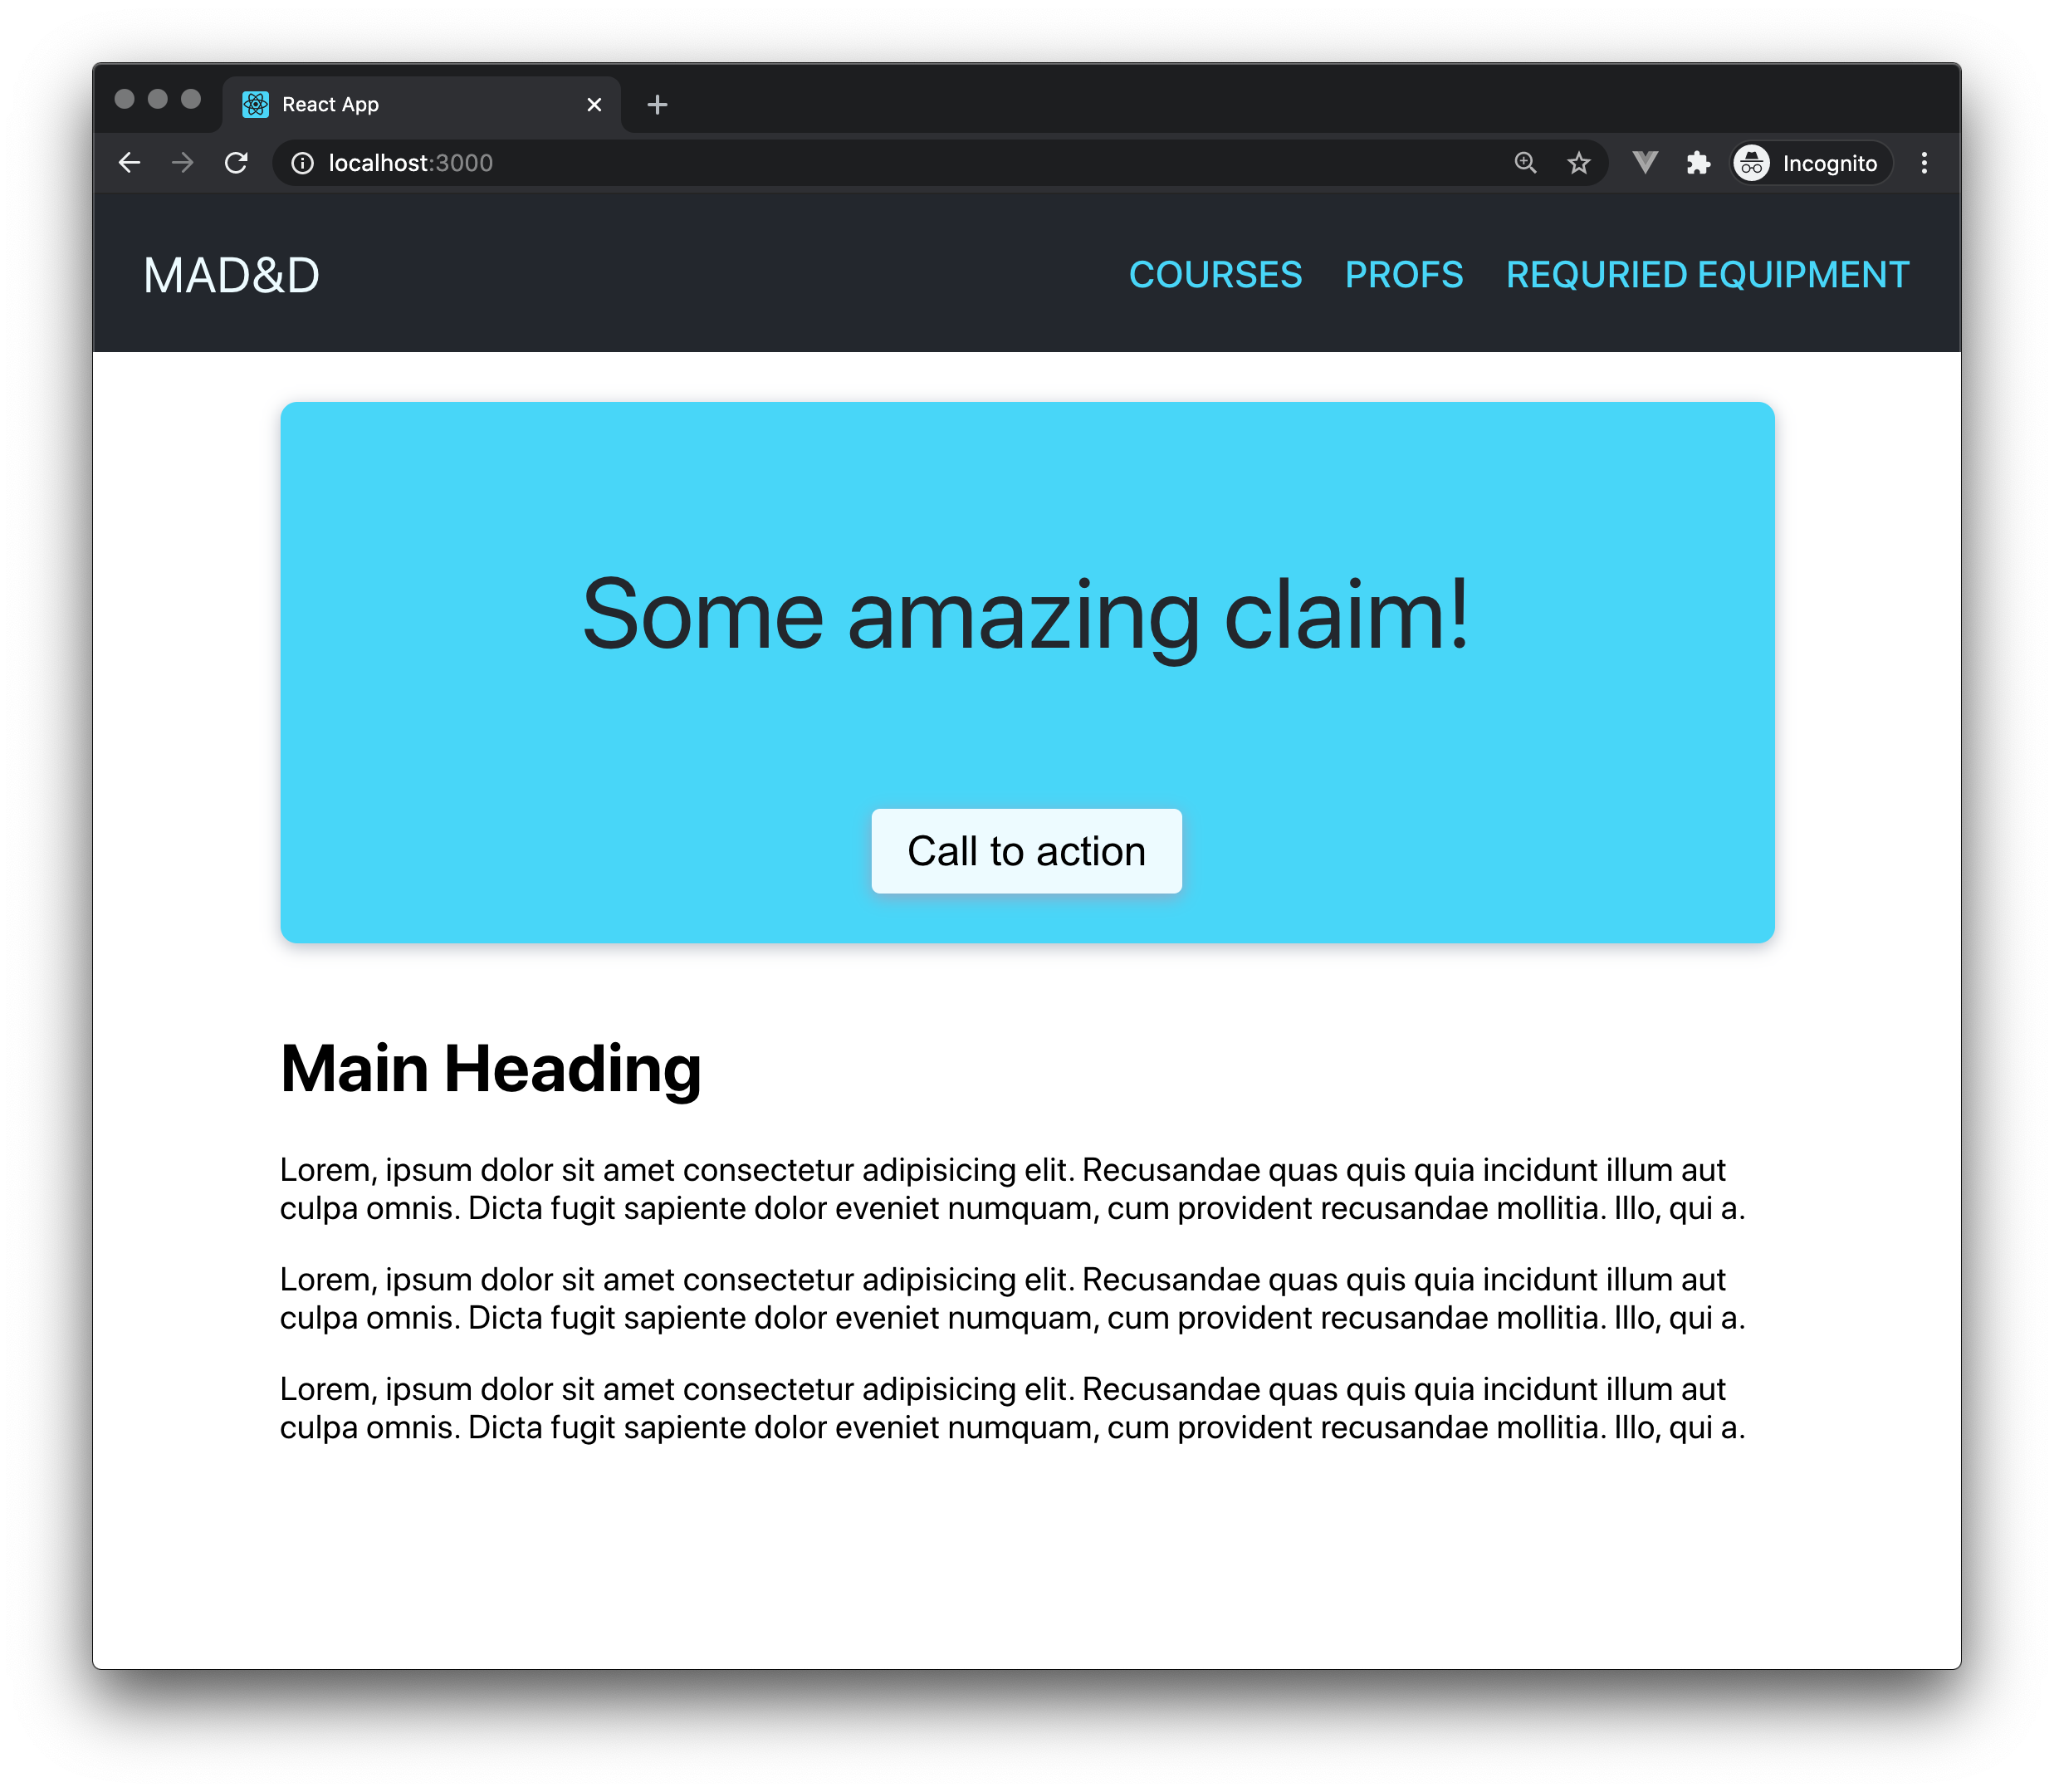 React App
localhost:3000
Incognito
MAD&D
COURSES PROFS REQURIED EQUIPMENT
Some amazing claim!
Call to action
Main Heading
Lorem, ipsum dolor sit amet consectetur adipisicing elit. Recusandae quas quis quia incidunt illum aut
culpa omnis. Dicta fugit sapiente dolor eveniet numquam, cum provident recusandae mollitia. Illo, qui a.
Lorem, ipsum dolor sit amet consectetur adipisicing elit. Recusandae quas quis quia incidunt illum aut
culpa omnis. Dicta fugit sapiente dolor eveniet numquam, cum provident recusandae mollitia. Illo, qui a.
Lorem, ipsum dolor sit amet consectetur adipisicing elit. Recusandae quas quis quia incidunt illum aut
culpa omnis. Dicta fugit sapiente dolor eveniet numquam, cum provident recusandae mollitia. Illo, qui a.